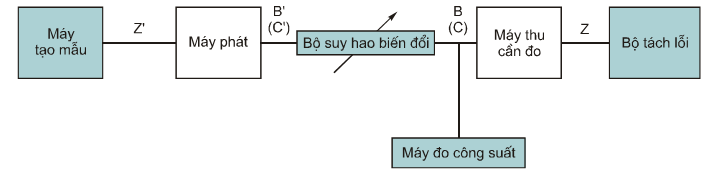 Máy
tạo mẫu
Z'
Máy phát
B'
(C')
Bộ suy hao biến đổi
B
(C)
Máy thu
cần đo
Z
Bộ tách lỗi
Máy đo công suất